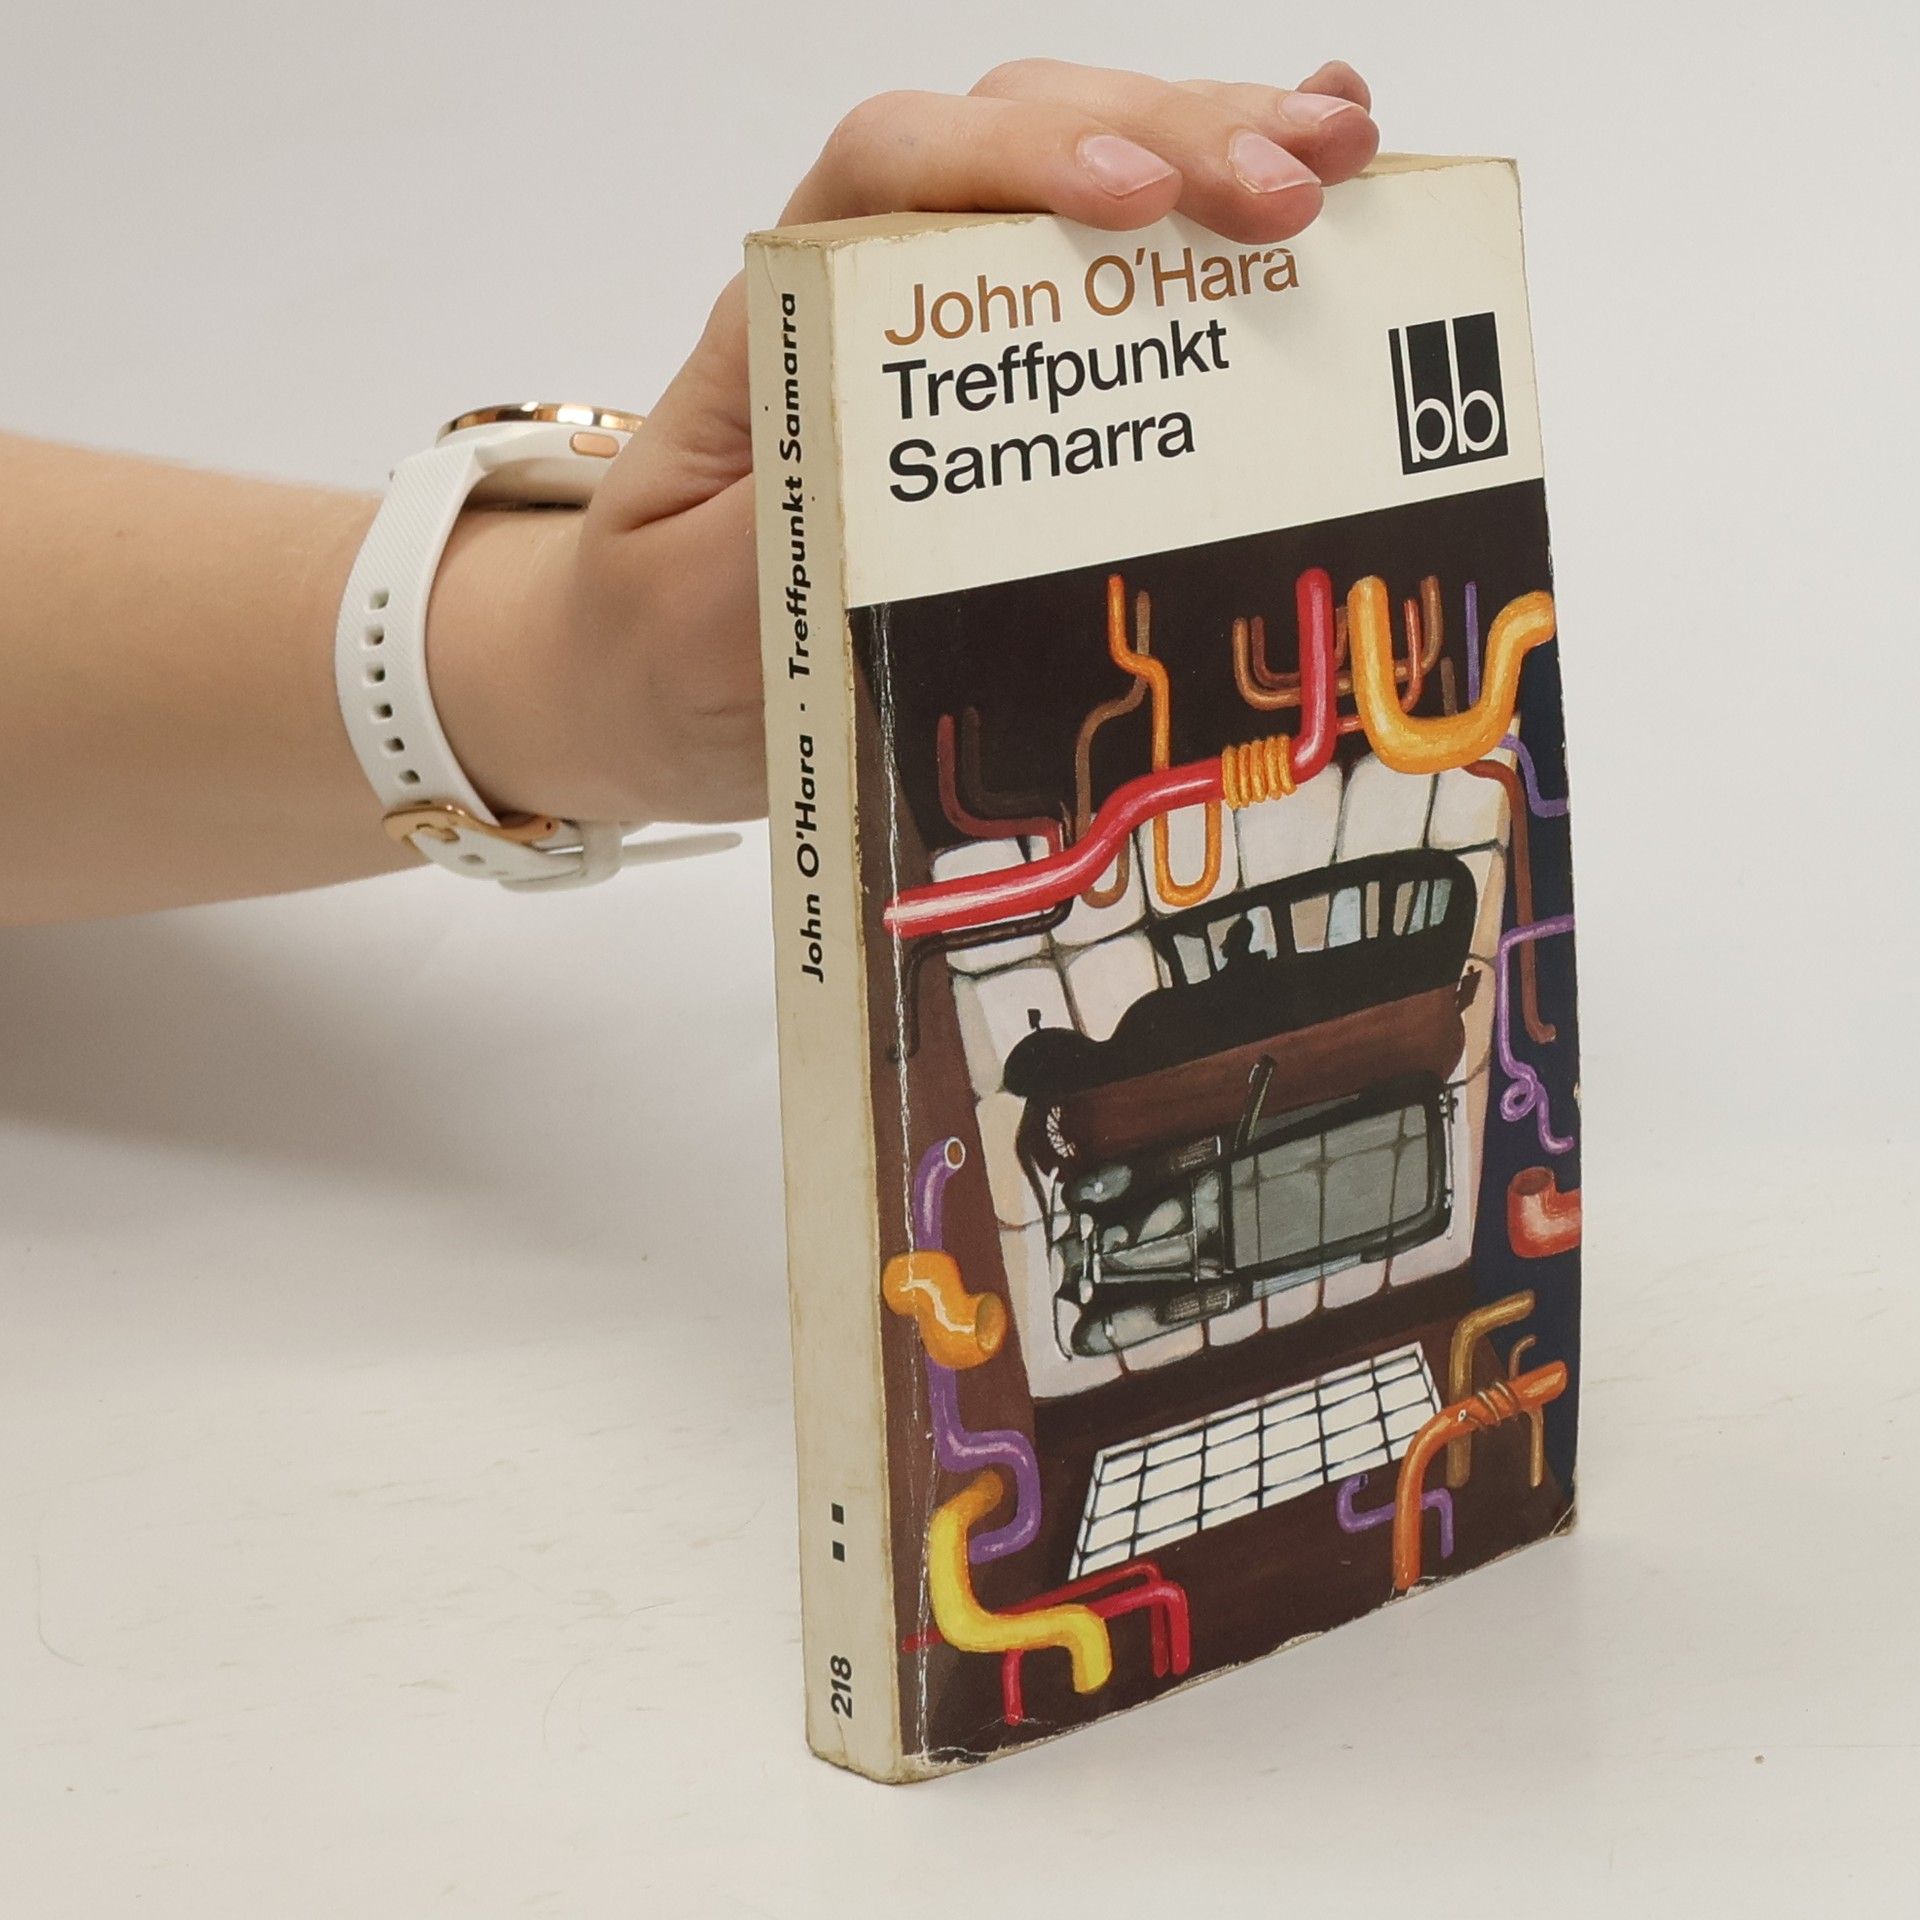 John O'Hara
Treffpunkt
Samarra
bb
John O'Hara · Treffpunkt Samarra
218